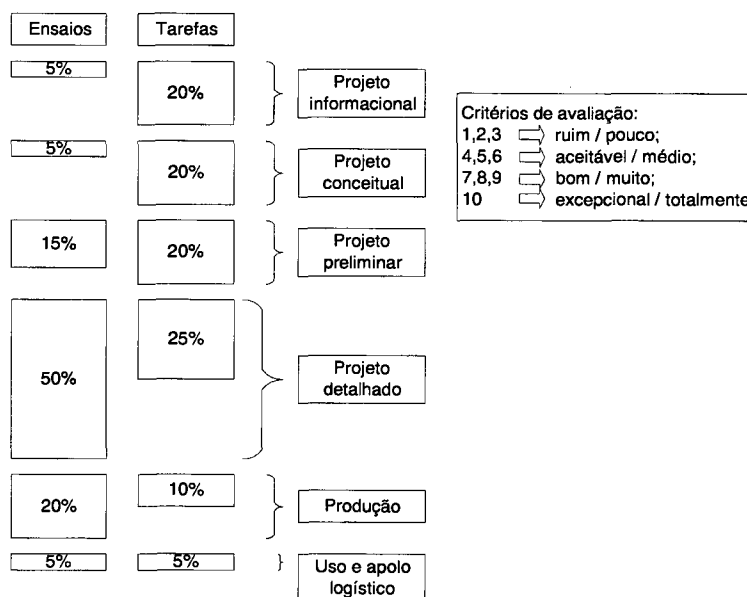 Ensaios
Tarefas
5%
20%
Projeto
informacional
Critérios de avaliação:
1,2,3 ruim / pouco;
4,5,6 aceitável / médio;
7,8,9 bom / muito;
10 excepcional / totalmente
5%
20%
Projeto
conceitual
15%
20%
Projeto
preliminar
50%
25%
Projeto
detalhado
20%
10%
Produção
5%
5%
Uso e apolo
logístico